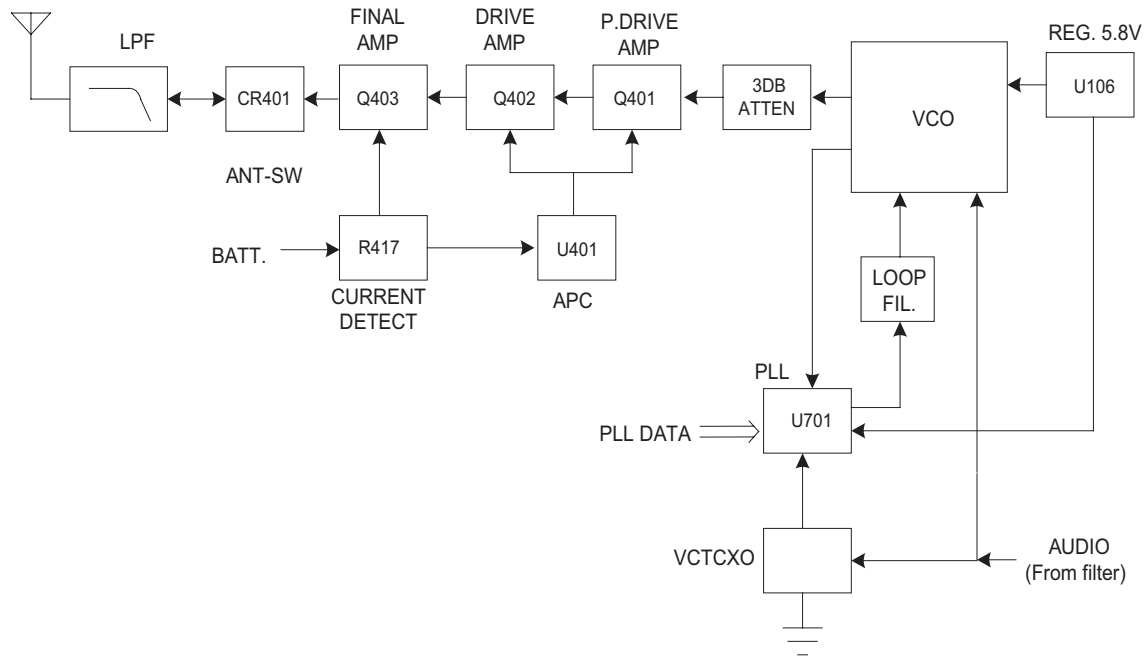 LPF
FINAL
AMP
DRIVE
AMP
P.DRIVE
AMP
REG. 5.8V
CR401
Q403
Q402
Q401
3DB
ATTEN
VCO
U106
ANT-SW
BATT.
R417
U401
CURRENT
DETECT
APC
LOOP
FIL.
PLL
PLL DATA
U701
VCTCXO
AUDIO
(From filter)